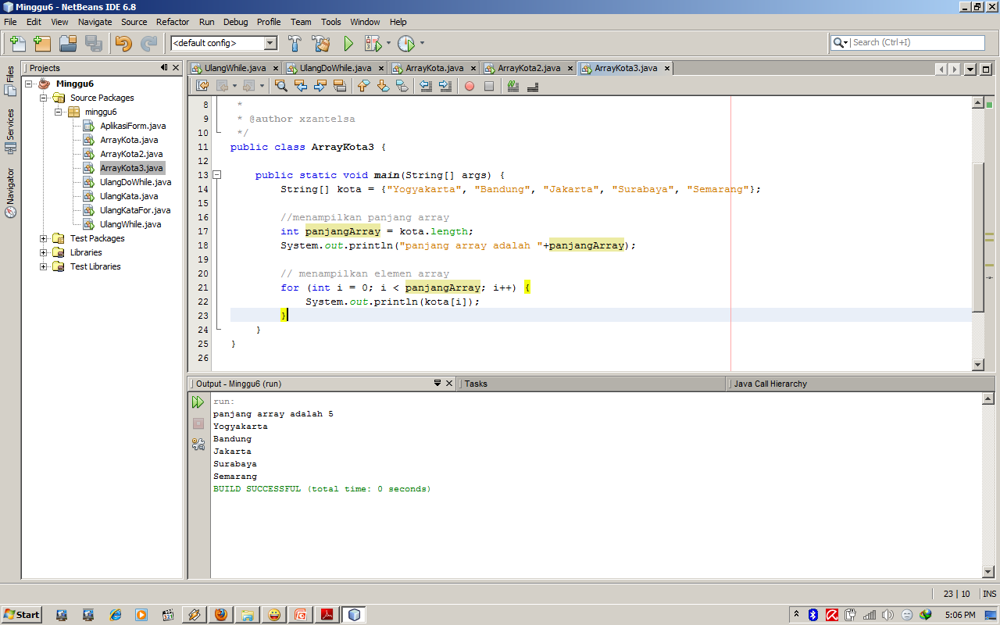 Minggu6 - NetBeans IDE 6.8
File Edit View Navigate Source Refactor Run Debug Profile Team Tools Window Help
<default config>
Search (Ctrl+I)
Files
Services
Navigator
Projects
Minggu6
Source Packages
minggu6
AplikasiForm.java
ArrayKota.java
ArrayKota2.java
ArrayKota3.java
UlangDoWhile.java
UlangKata.java
UlangKataFor.java
UlangWhile.java
Test Packages
Libraries
Test Libraries
UlangWhile.java UlangDoWhile.java ArrayKota.java ArrayKota2.java ArrayKota3.java
8 *
9 * @author xzantelsa
10 */
11 public class ArrayKota3 {
12
13 public static void main(String[] args) {
14 String[] kota = {"Yogyakarta", "Bandung", "Jakarta", "Surabaya", "Semarang"};
15
16 //menampilkan panjang array
17 int panjangArray = kota.length;
18 System.out.println("panjang array adalah "+panjangArray);
19
20 // menampilkan elemen array
21 for (int i = 0; i < panjangArray; i++) {
22 System.out.println(kota[i]);
23 }
24 }
25 }
26
Output - Minggu6 (run) Tasks Java Call Hierarchy
run:
panjang array adalah 5
Yogyakarta
Bandung
Jakarta
Surabaya
Semarang
BUILD SUCCESSFUL (total time: 0 seconds)
23 | 10 INS
Start 5:06 PM